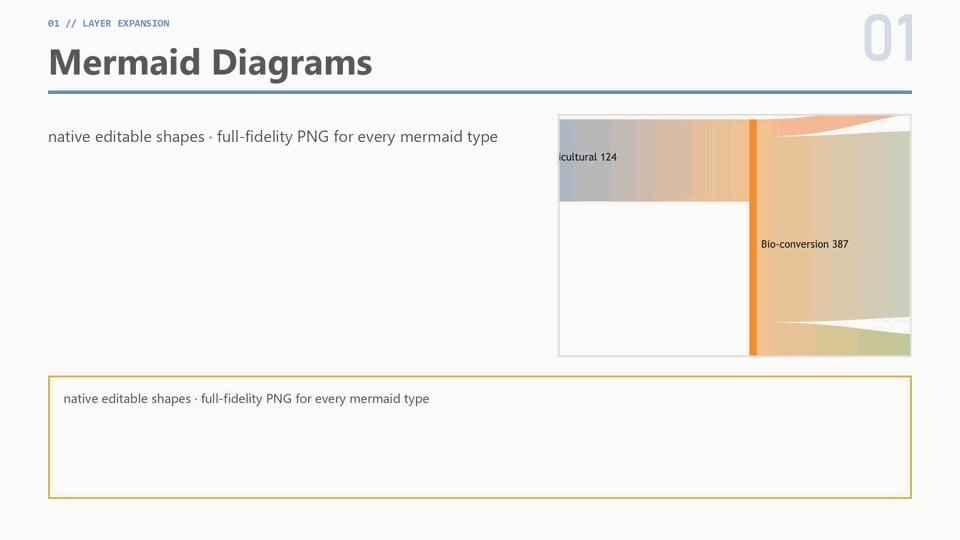 01 // LAYER EXPANSION
01
Mermaid Diagrams
native editable shapes · full-fidelity PNG for every mermaid type
icultural 124
Bio-conversion 387
native editable shapes · full-fidelity PNG for every mermaid type